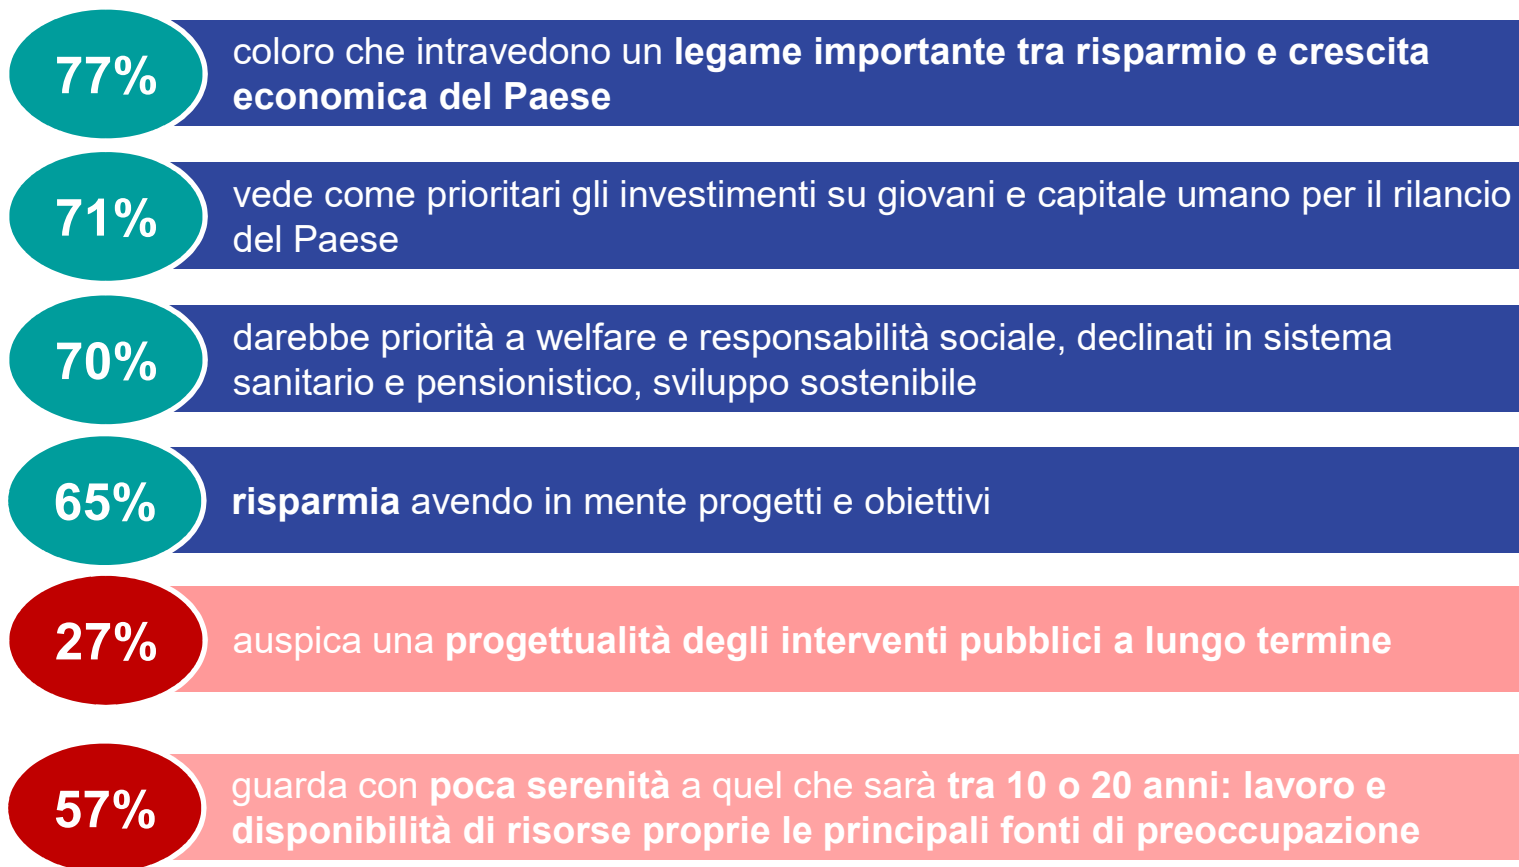 77%
coloro che intravedono un legame importante tra risparmio e crescita
economica del Paese
71%
vede come prioritari gli investimenti su giovani e capitale umano per il rilancio
del Paese
70%
darebbe priorità a welfare e responsabilità sociale, declinati in sistema
sanitario e pensionistico, sviluppo sostenibile
65%
risparmia avendo in mente progetti e obiettivi
27%
auspica una progettualità degli interventi pubblici a lungo termine
57%
guarda con poca serenità a quel che sarà tra 10 o 20 anni: lavoro e
disponibilità di risorse proprie le principali fonti di preoccupazione